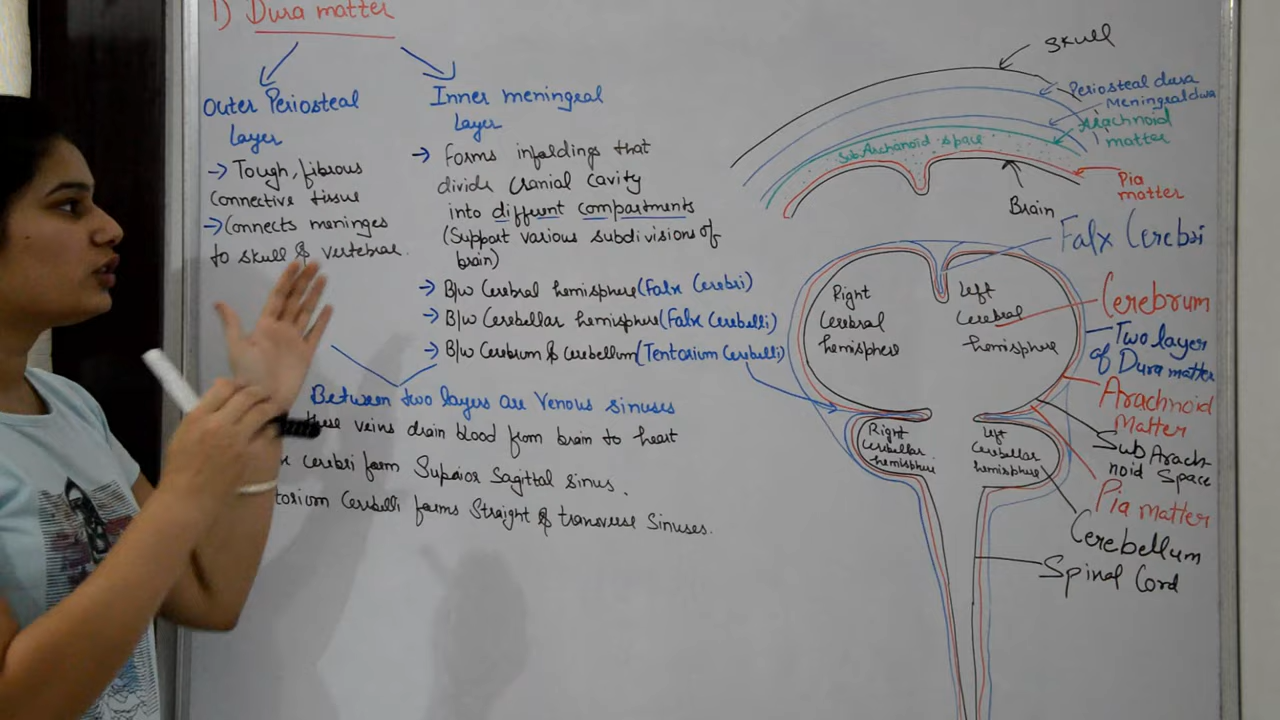 1) Dura matter
Outer Periosteal
layer
→ Tough, fibrous
connective tissue
→ Connects meninges
to skull & vertebrae.
Inner meningeal
layer
→ Forms infoldings that
divide cranial cavity
into different compartments
(Support various subdivisions of
brain)
→ B/w Cerebral hemisphere (Falx Cerebri)
→ B/w Cerebellar hemisphere (Falx Cerebelli)
→ B/w Cerebrum & cerebellum (Tentorium Cerebelli)
Between two layers are Venous sinuses
these veins drain blood from brain to heart
cerebri form Superior Sagittal sinus.
Cerebelli forms Straight & transverse Sinuses.
Skull
Periosteal dura
Meningeal dura
Arachnoid
matter
Sub Archanoid space
Pia
matter
Brain
Falx Cerebri
Right
Cerebral
hemisphere
Left
Cerebral
hemisphere
Cerebrum
Two layer
of Dura matter
Arachnoid
Matter
Sub Arach-
noid Space
Right
Cerebellar
hemisphere
Left
Cerebellar
hemisphere
Pia matter
Cerebellum
Spinal Cord